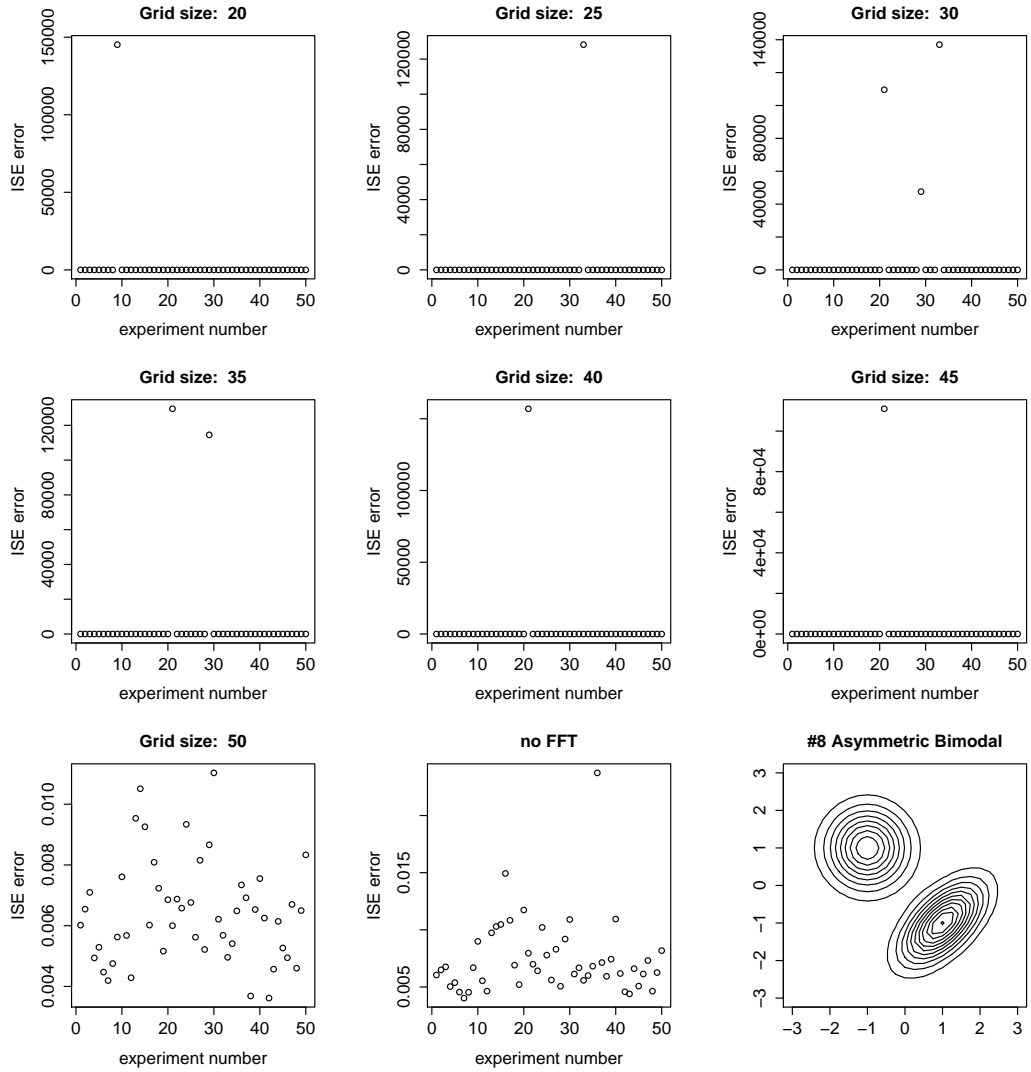 Grid size: 20
ISE error
0 50000 100000 150000
0 10 20 30 40 50
experiment number
Grid size: 25
ISE error
0 40000 80000 120000
0 10 20 30 40 50
experiment number
Grid size: 30
ISE error
0 40000 80000 140000
0 10 20 30 40 50
experiment number
Grid size: 35
ISE error
0 20000 40000 80000 120000
0 10 20 30 40 50
experiment number
Grid size: 40
ISE error
0 50000 100000
0 10 20 30 40 50
experiment number
Grid size: 45
ISE error
0e+00 4e+04 8e+04
0 10 20 30 40 50
experiment number
Grid size: 50
ISE error
0.004 0.006 0.008 0.010
0 10 20 30 40 50
experiment number
no FFT
ISE error
0.005 0.015
0 10 20 30 40 50
experiment number
#8 Asymmetric Bimodal
−3 −2 −1 0 1 2 3
−3 −2 −1 0 1 2 3